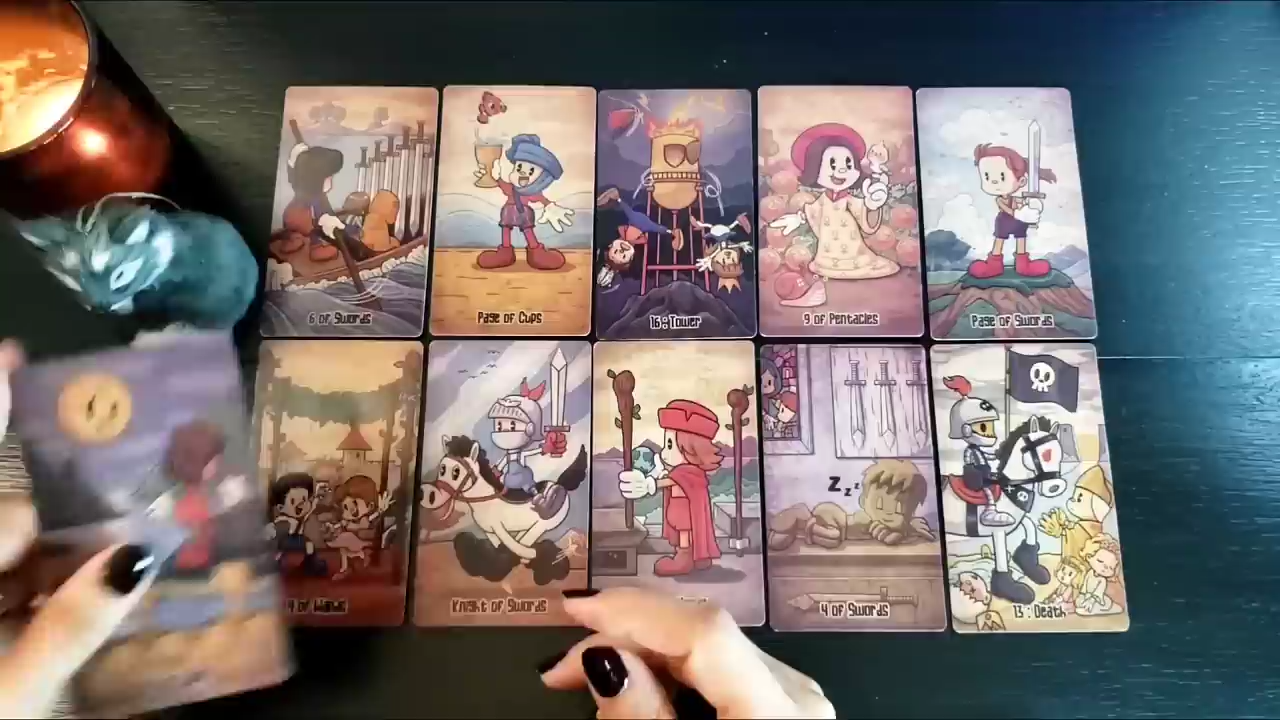 6 of Swords
Page of Cups
16: Tower
9 of Pentacles
Page of Swords
4 of Wands
Knight of Swords
Z z z
4 of Swords
13: Death